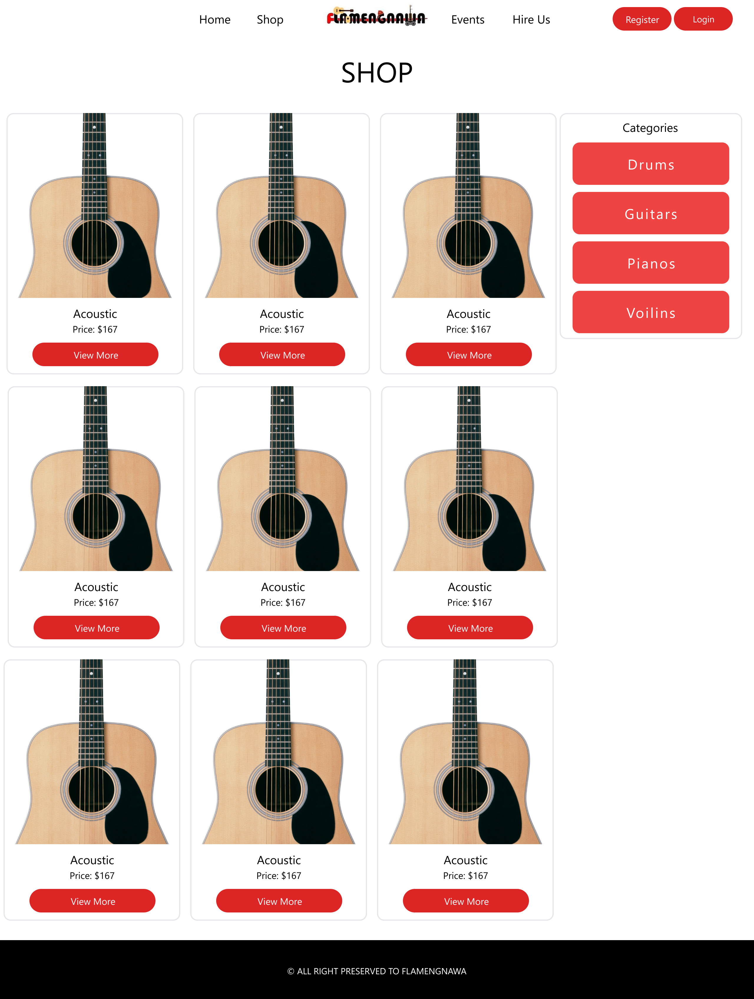 Home Shop FLAMENGNAWA Events Hire Us Register Login
SHOP
Categories
Drums
Guitars
Pianos
Voilins
Acoustic Acoustic Acoustic
Price: $167 Price: $167 Price: $167
View More View More View More
Acoustic Acoustic Acoustic
Price: $167 Price: $167 Price: $167
View More View More View More
Acoustic Acoustic Acoustic
Price: $167 Price: $167 Price: $167
View More View More View More
© ALL RIGHT PRESERVED TO FLAMENGNAWA